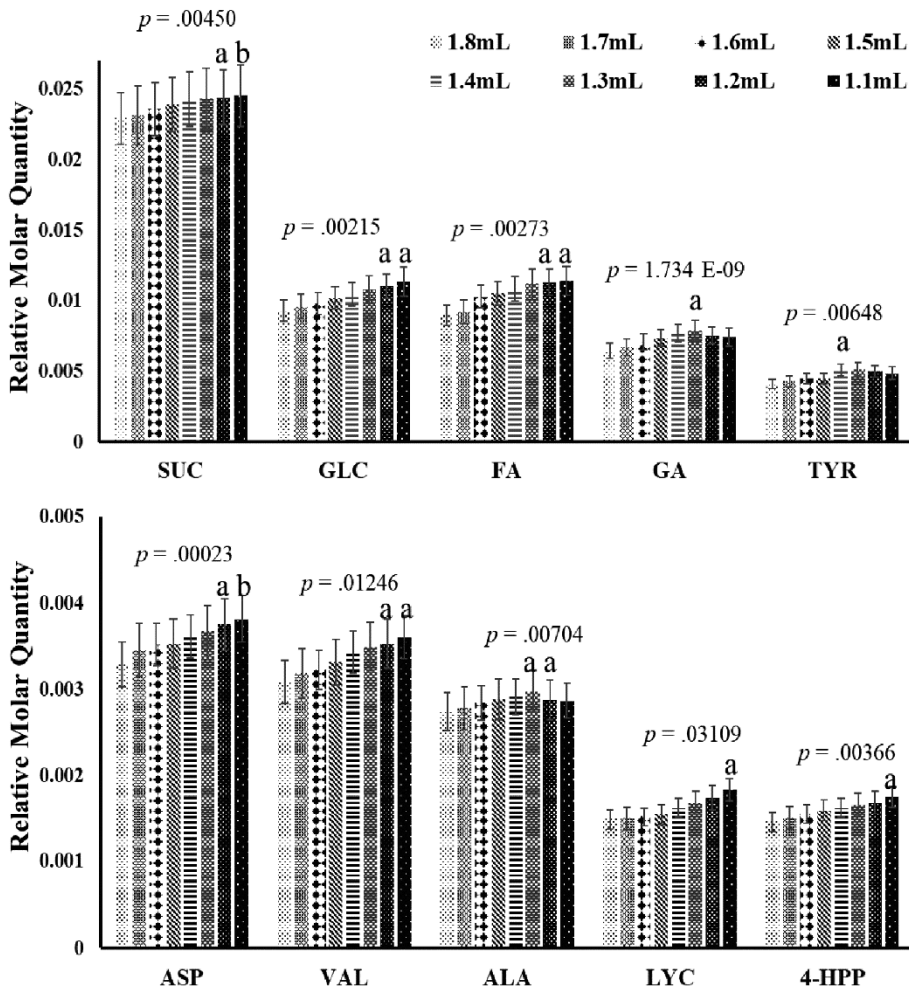 p = .00450
1.8mL 1.7mL 1.6mL 1.5mL
1.4mL 1.3mL 1.2mL 1.1mL
a b
Relative Molar Quantity
0.025
0.02
0.015
0.01
0.005
0
p = .00215
a a
p = .00273
a a
p = 1.734 E-09
a
p = .00648
a
SUC GLC FA GA TYR
Relative Molar Quantity
0.005
0.004
0.003
0.002
0.001
0
p = .00023
a b
p = .01246
a a
p = .00704
a a
p = .03109
a
p = .00366
a
ASP VAL ALA LYC 4-HPP